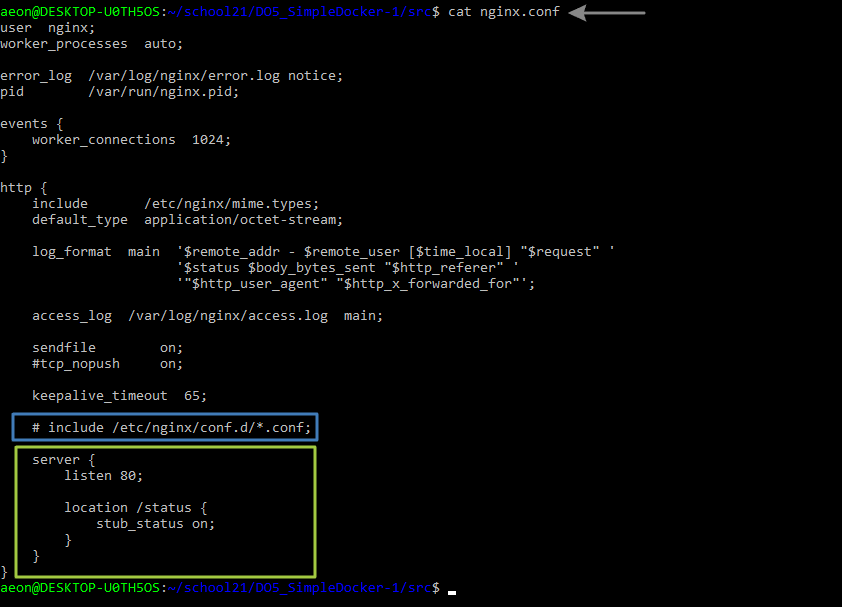 aeon@DESKTOP-U0TH5OS:~/school21/DO5_SimpleDocker-1/src$ cat nginx.conf
user  nginx;
worker_processes  auto;

error_log  /var/log/nginx/error.log notice;
pid        /var/run/nginx.pid;

events {
    worker_connections  1024;
}

http {
    include       /etc/nginx/mime.types;
    default_type  application/octet-stream;

    log_format  main  '$remote_addr - $remote_user [$time_local] "$request" '
                      '$status $body_bytes_sent "$http_referer" '
                      '"$http_user_agent" "$http_x_forwarded_for"';

    access_log  /var/log/nginx/access.log  main;

    sendfile        on;
    #tcp_nopush     on;

    keepalive_timeout  65;

    # include /etc/nginx/conf.d/*.conf;

    server {
        listen 80;

        location /status {
            stub_status on;
        }
    }
}
aeon@DESKTOP-U0TH5OS:~/school21/DO5_SimpleDocker-1/src$